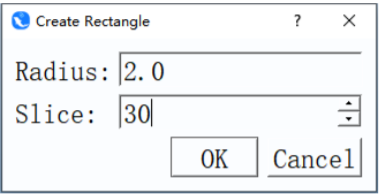 Create Rectangle ? ×
Radius: 2.0
Slice: 30
OK Cancel